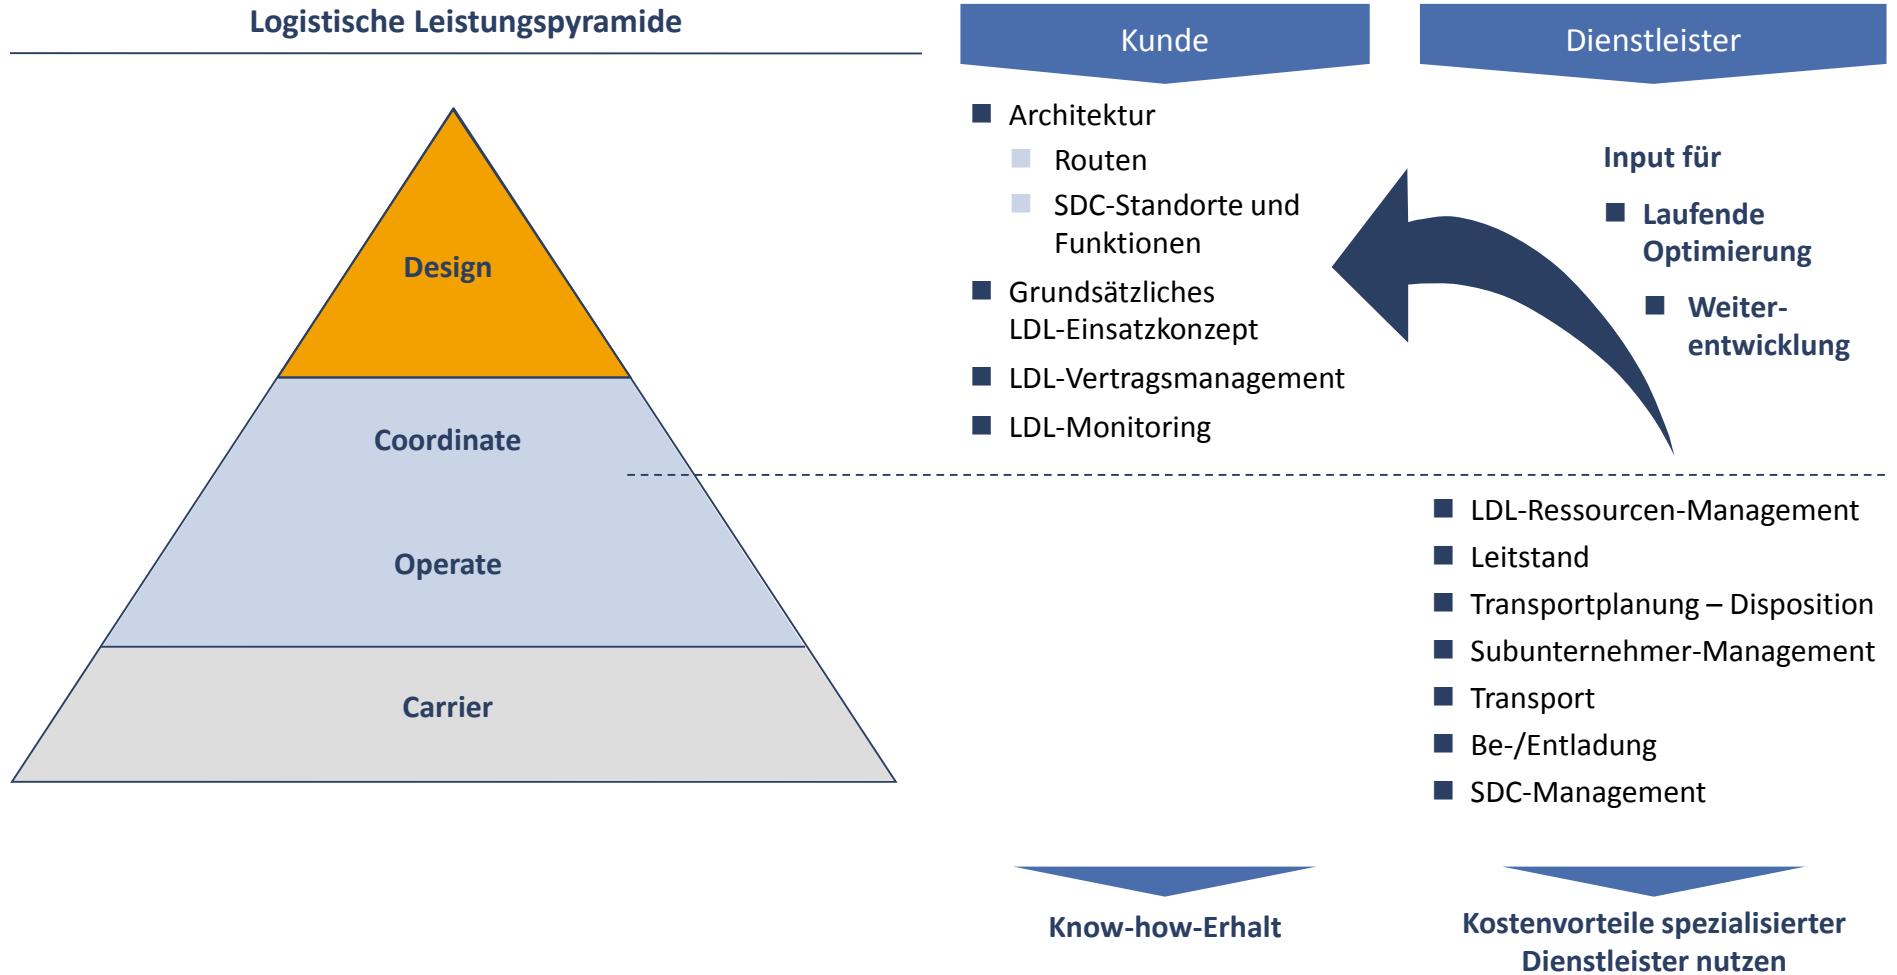 Logistische Leistungspyramide
Design
Coordinate
Operate
Carrier
Kunde
Architektur
Routen
SDC-Standorte und
Funktionen
Grundsätzliches
LDL-Einsatzkonzept
LDL-Vertragsmanagement
LDL-Monitoring
Know-how-Erhalt
Dienstleister
Input für
Laufende
Optimierung
Weiter-
entwicklung
LDL-Ressourcen-Management
Leitstand
Transportplanung – Disposition
Subunternehmer-Management
Transport
Be-/Entladung
SDC-Management
Kostenvorteile spezialisierter
Dienstleister nutzen